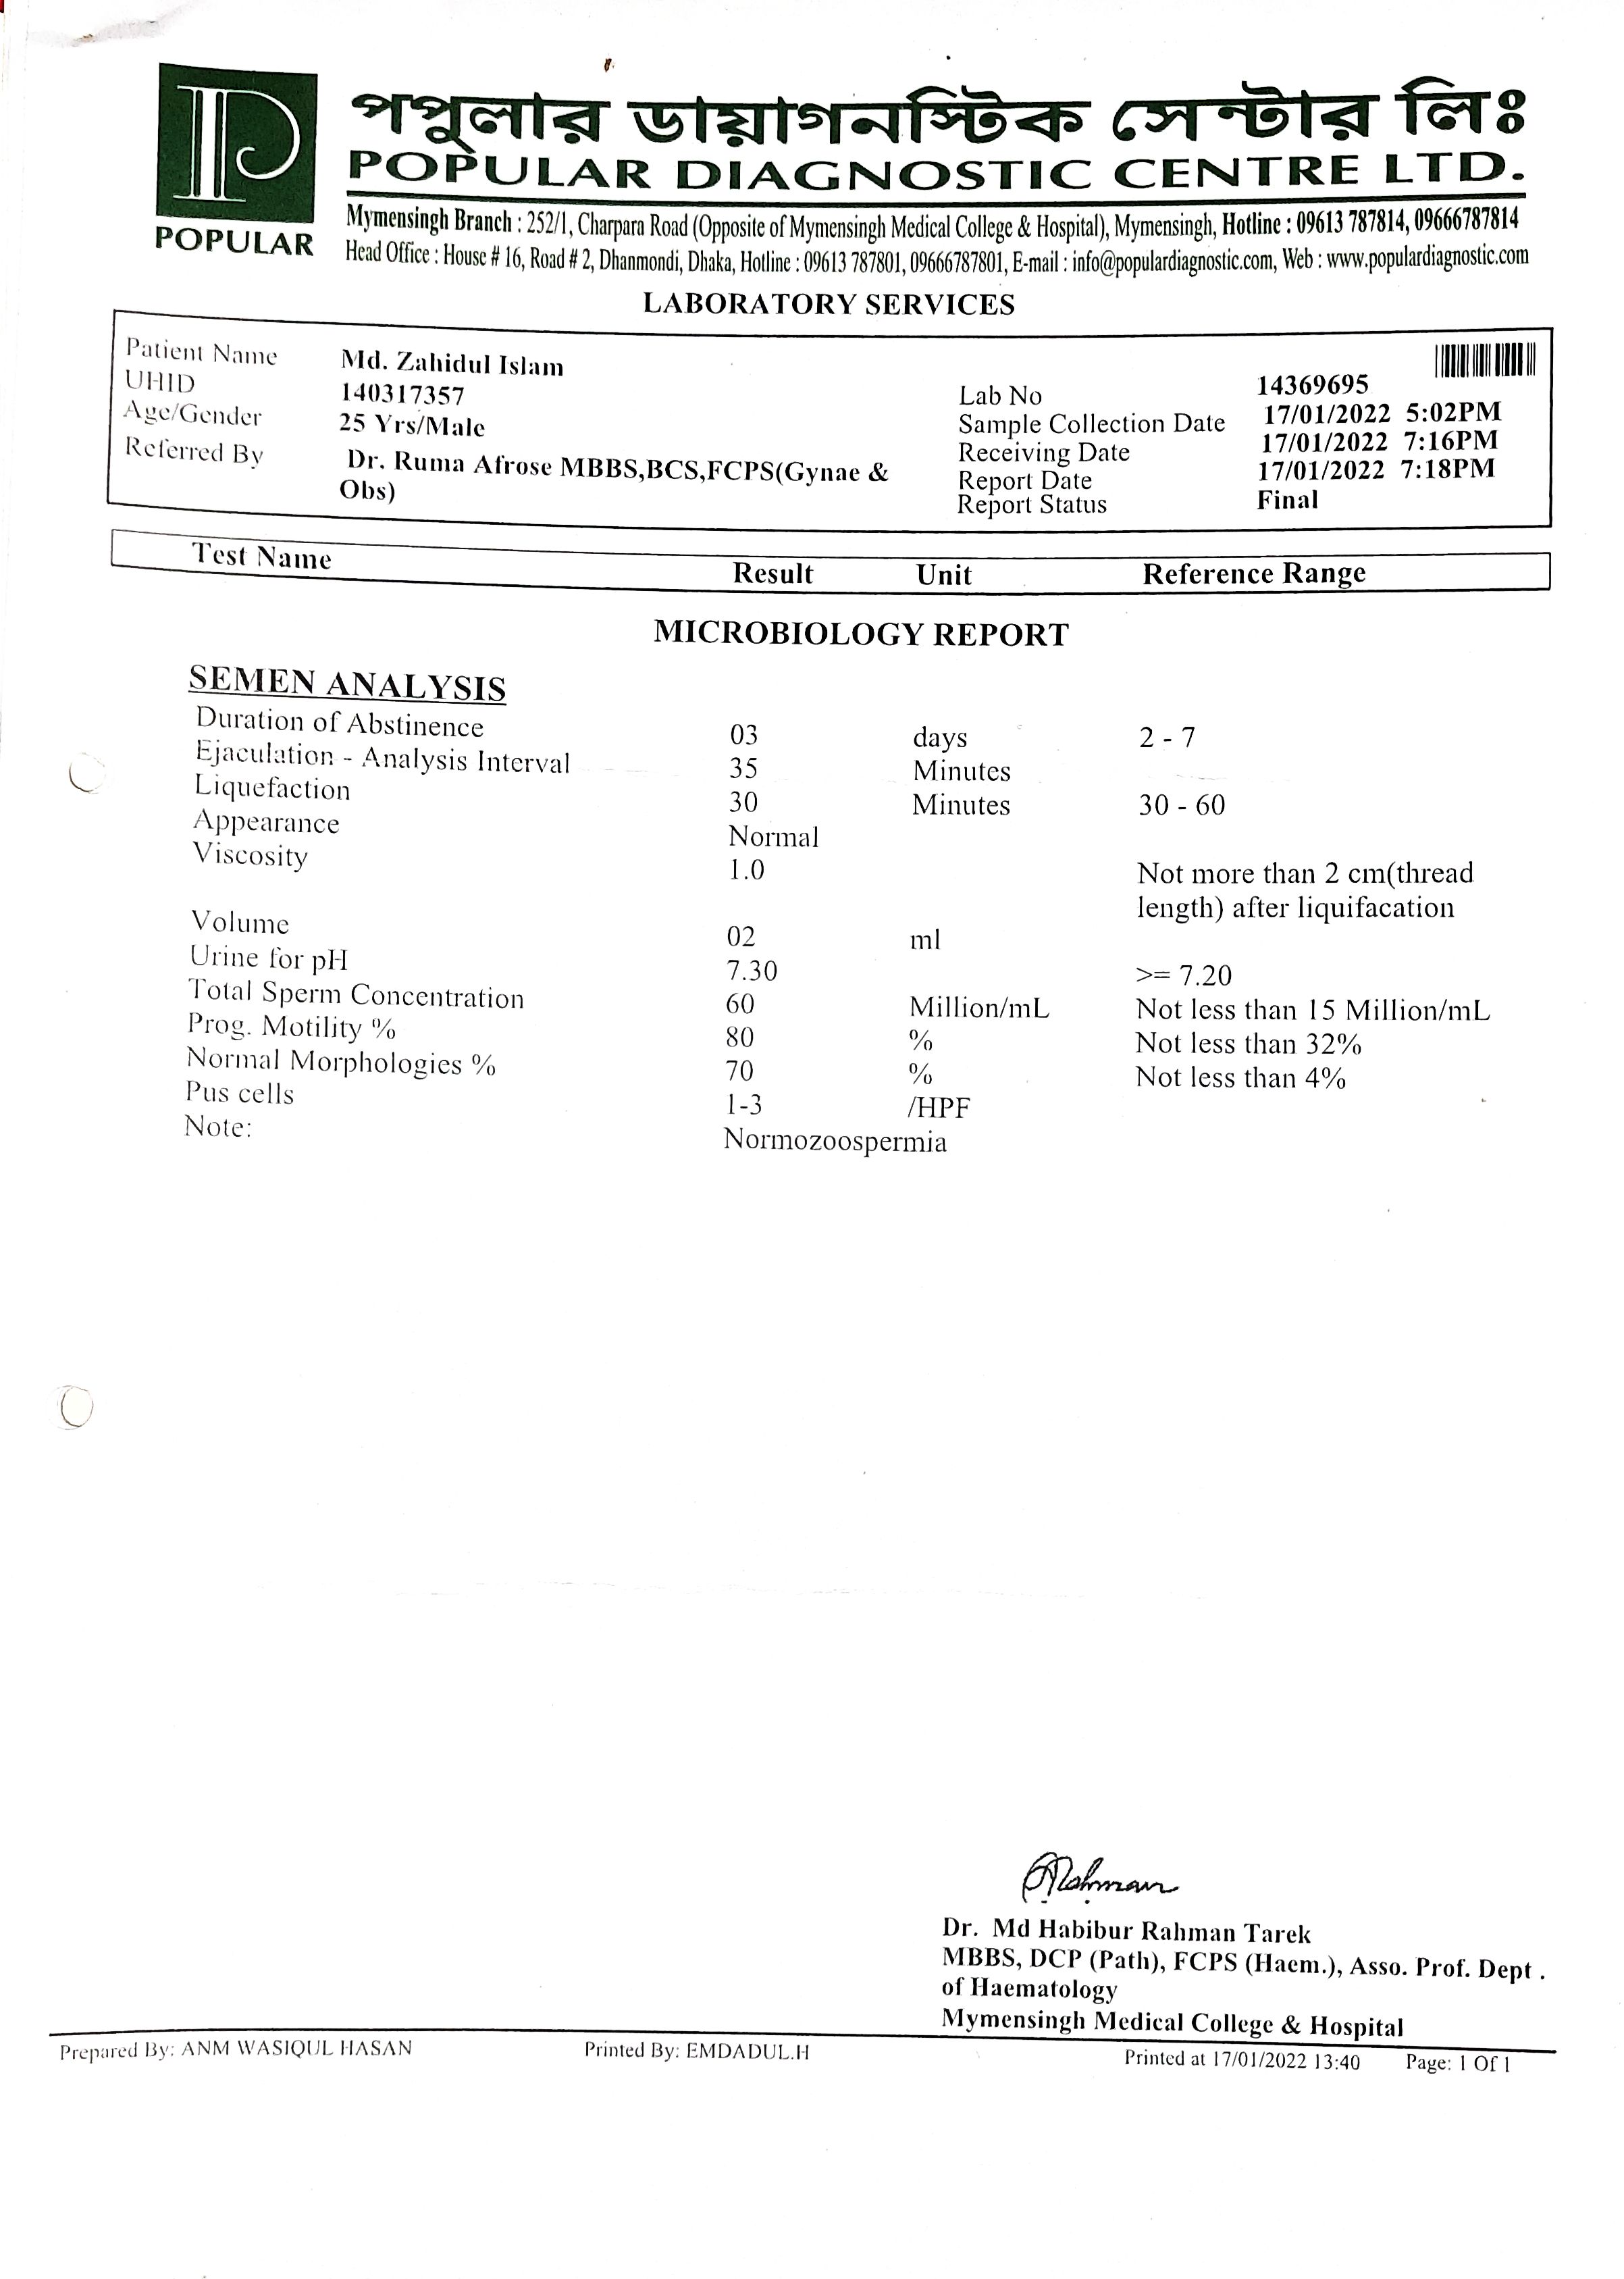 পপুলার ডায়াগনস্টিক সেন্টার লিঃ
POPULAR DIAGNOSTIC CENTRE LTD.
POPULAR
Mymensingh Branch : 252/1, Charpara Road (Opposite of Mymensingh Medical College & Hospital), Mymensingh, Hotline : 09613 787814, 09666787814
Head Office : House # 16, Road # 2, Dhanmondi, Dhaka, Hotline : 09613 787801, 09666787801, E-mail : info@populardiagnostic.com, Web : www.populardiagnostic.com
LABORATORY SERVICES
Patient Name Md. Zahidul Islam
UHID 140317357 Lab No 14369695
Age/Gender 25 Yrs/Male Sample Collection Date 17/01/2022 5:02PM
Receiving Date 17/01/2022 7:16PM
Referred By Dr. Ruma Afrose MBBS,BCS,FCPS(Gynae & Report Date 17/01/2022 7:18PM
Obs) Report Status Final
Test Name Result Unit Reference Range
MICROBIOLOGY REPORT
SEMEN ANALYSIS
Duration of Abstinence 03 days 2 - 7
Ejaculation - Analysis Interval 35 Minutes
Liquefaction 30 Minutes 30 - 60
Appearance Normal
Viscosity 1.0 Not more than 2 cm(thread
length) after liquifacation
Volume 02 ml
Urine for pH 7.30 >= 7.20
Total Sperm Concentration 60 Million/mL Not less than 15 Million/mL
Prog. Motility % 80 % Not less than 32%
Normal Morphologies % 70 % Not less than 4%
Pus cells 1-3 /HPF
Note: Normozoospermia
Rahman
Dr. Md Habibur Rahman Tarek
MBBS, DCP (Path), FCPS (Haem.), Asso. Prof. Dept .
of Haematology
Mymensingh Medical College & Hospital
Prepared By: ANM WASIQUL HASAN Printed By: EMDADUL.H Printed at 17/01/2022 13:40 Page: 1 Of 1